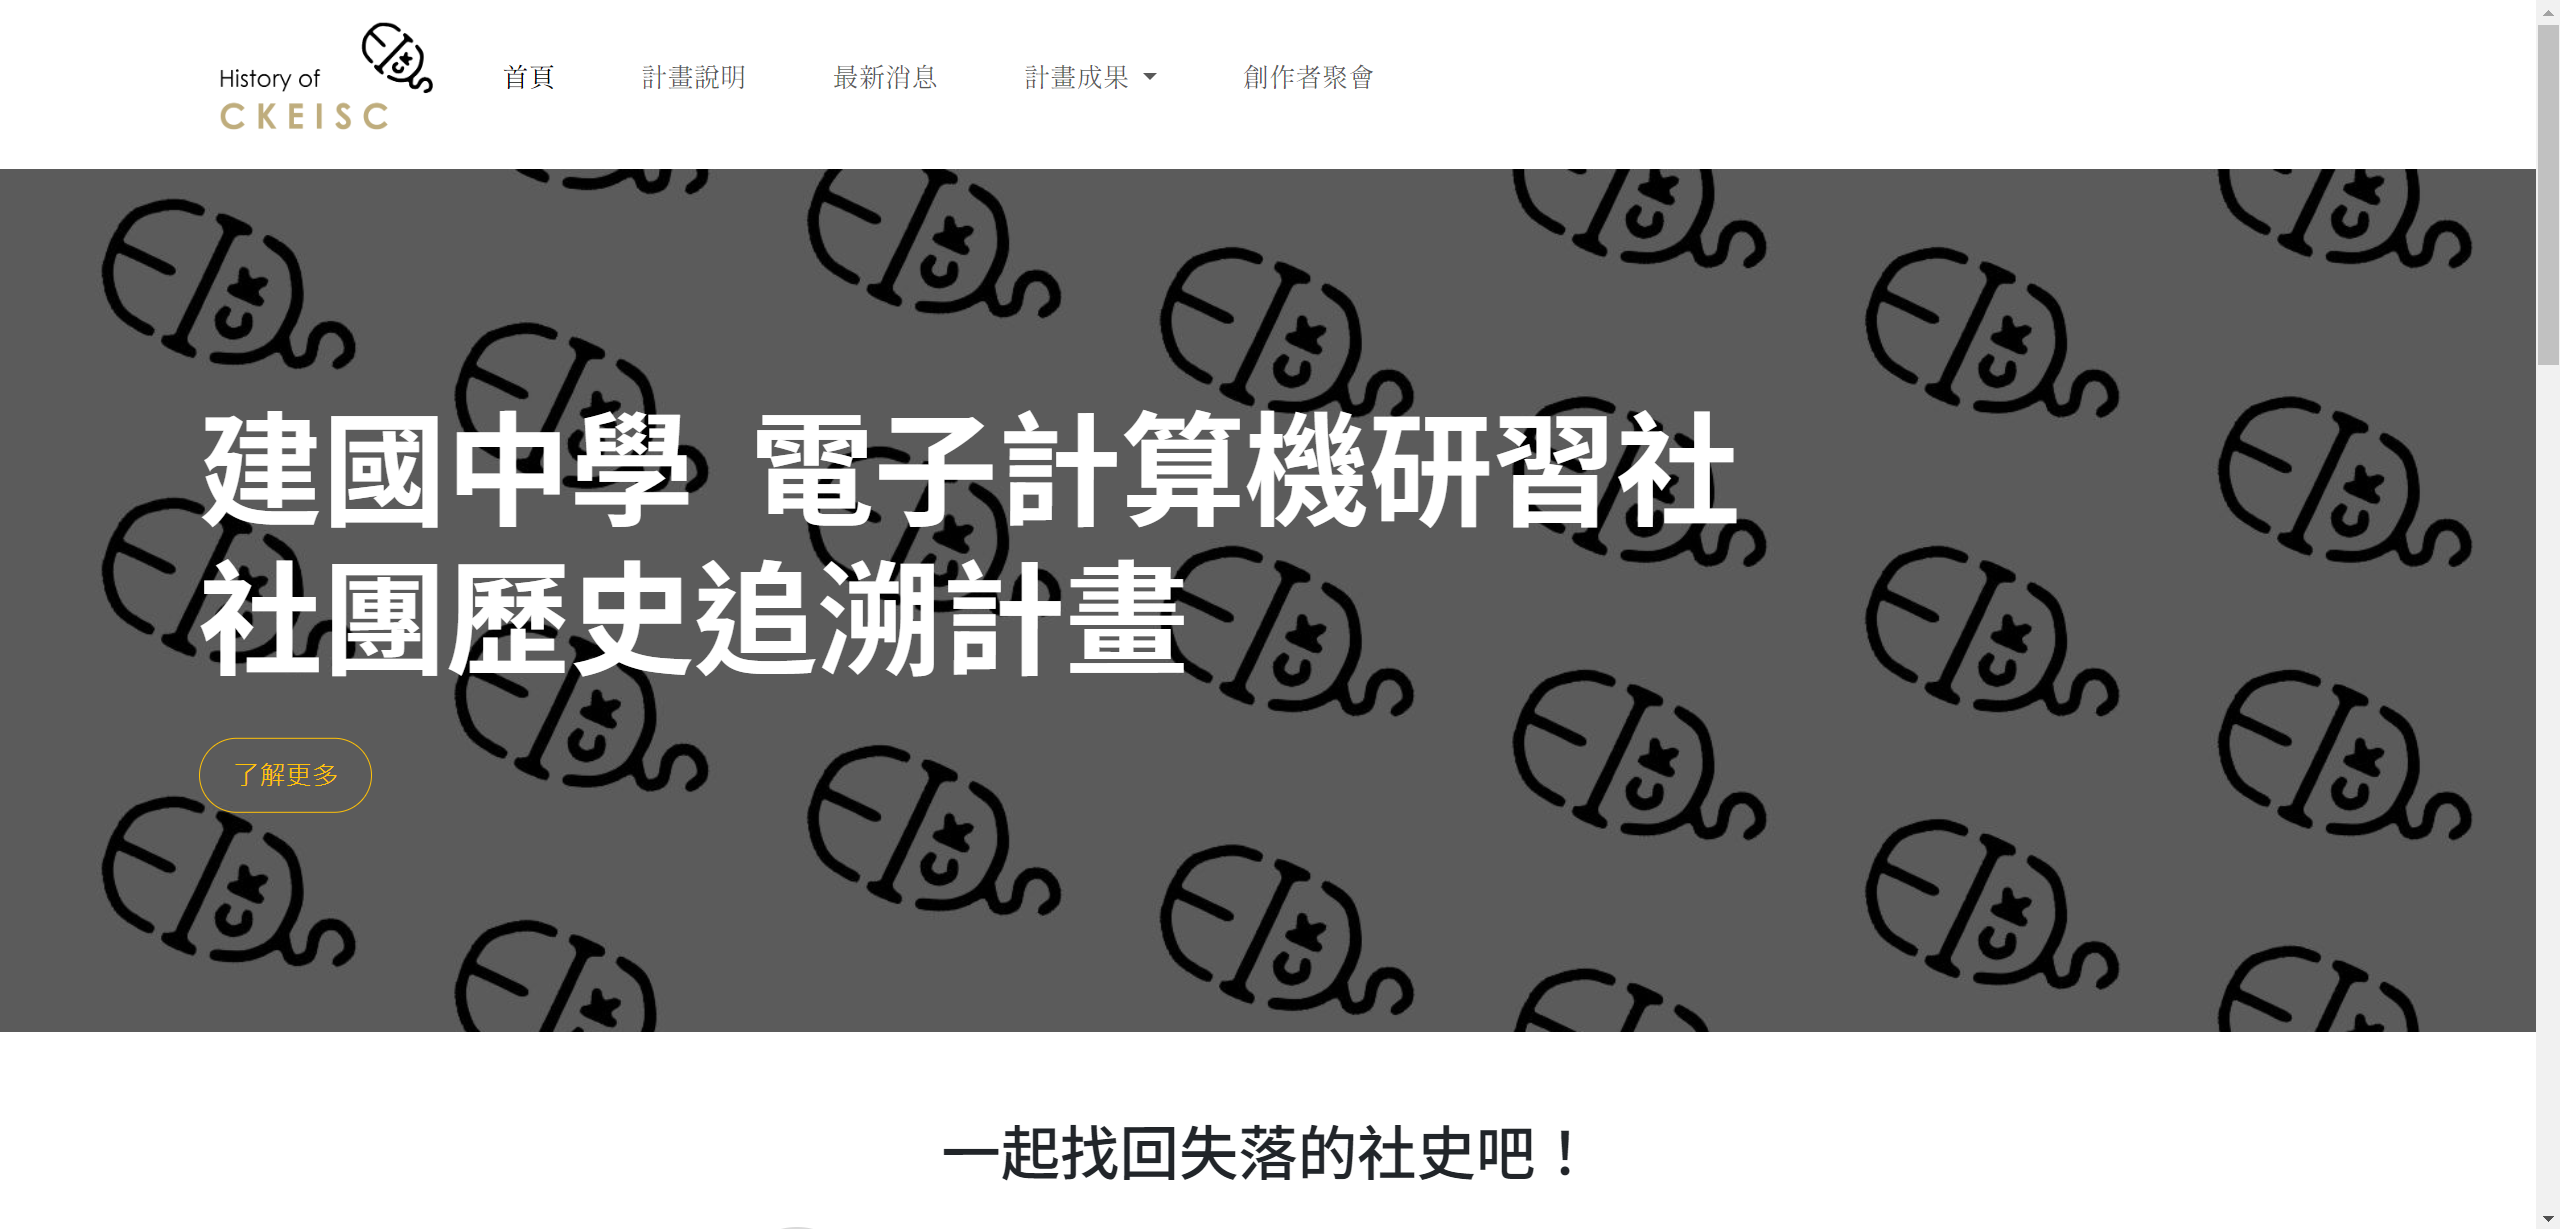 History of
CKEISC
首頁
計畫說明
最新消息
計畫成果
創作者聚會
建國中學 電子計算機研習社
社團歷史追溯計畫
了解更多
一起找回失落的社史吧！